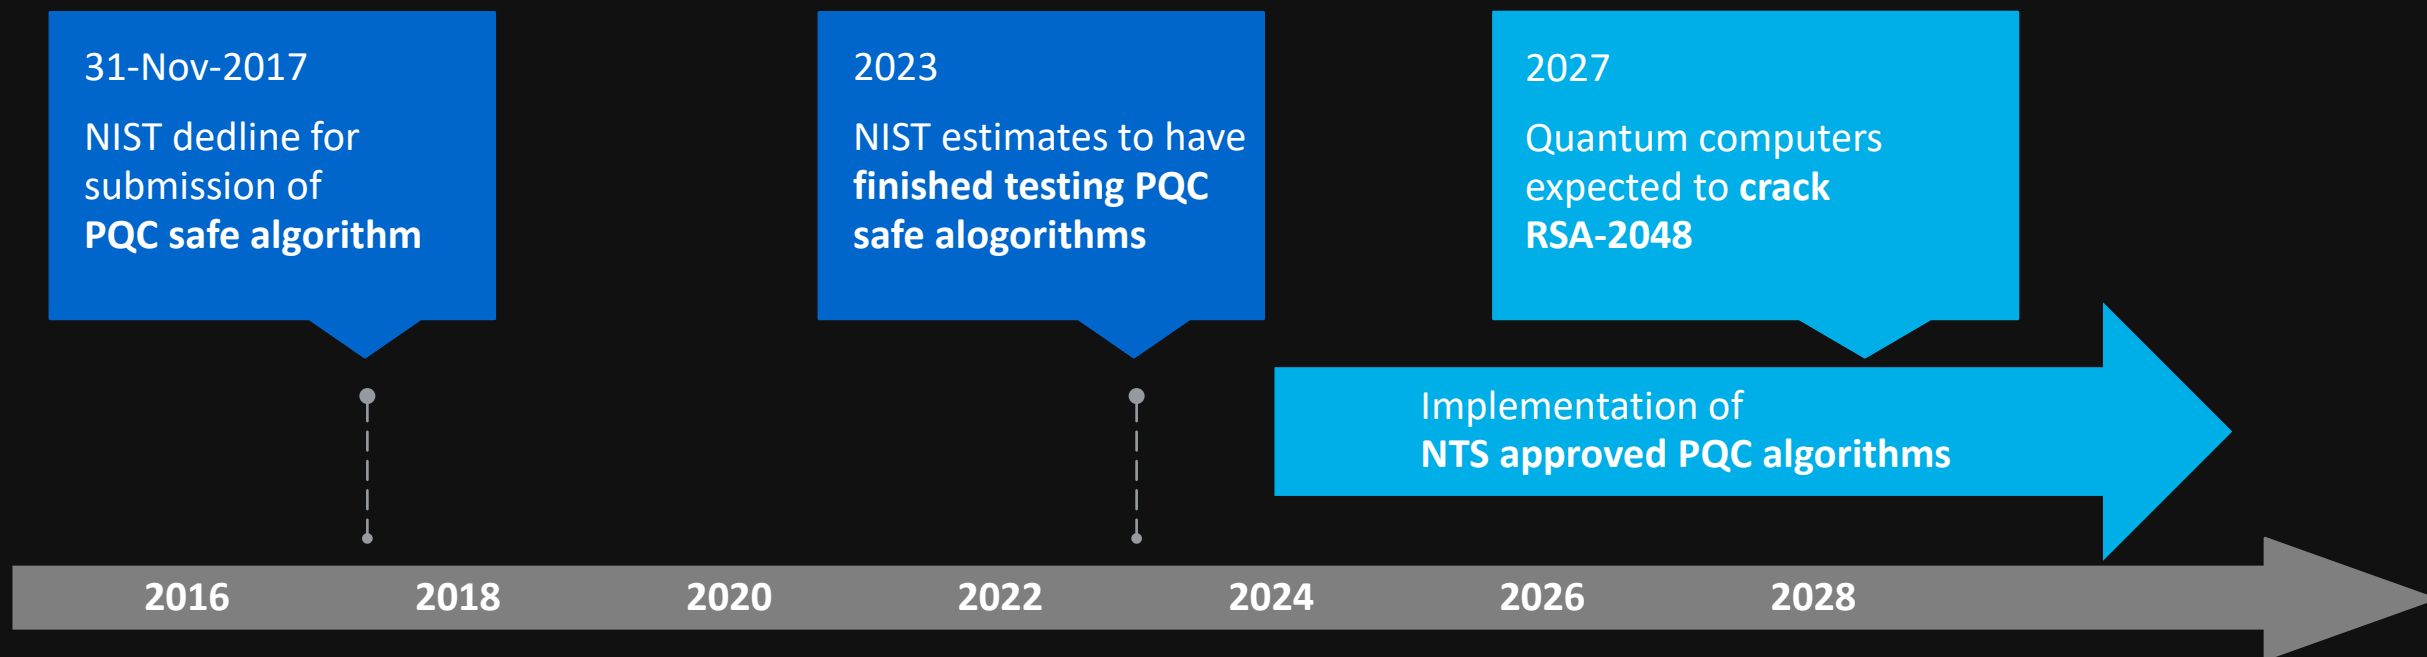 31-Nov-2017
NIST dedline for
submission of
PQC safe algorithm
2023
NIST estimates to have
finished testing PQC
safe alogorithms
2027
Quantum computers
expected to crack
RSA-2048
Implementation of
NTS approved PQC algorithms
2016 2018 2020 2022 2024 2026 2028